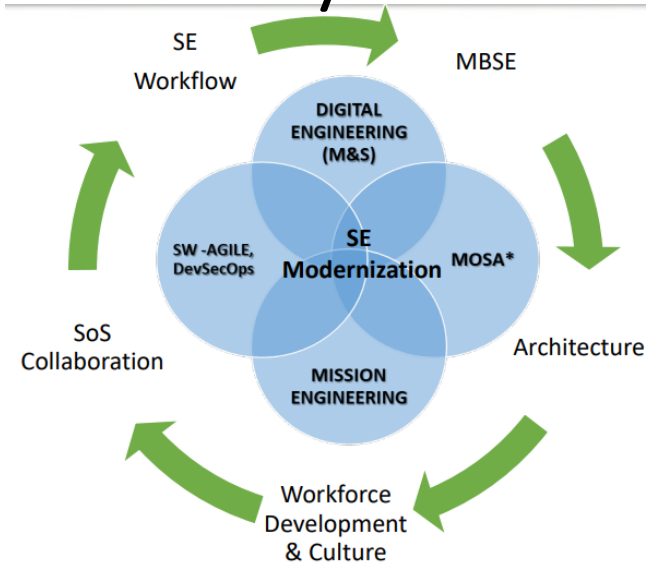 SE
Workflow
MBSE
DIGITAL
ENGINEERING
(M&S)
SW -AGILE,
DevSecOps
SE
Modernization
MOSA*
SoS
Collaboration
Architecture
MISSION
ENGINEERING
Workforce
Development
& Culture